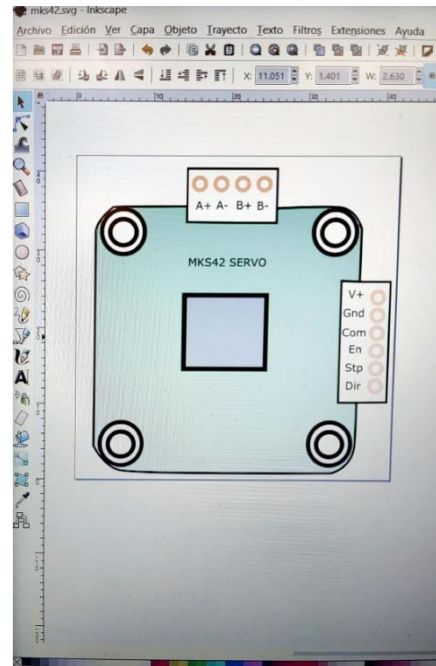 mks42.svg - Inkscape
Archivo Edición Ver Capa Objeto Trayecto Texto Filtros Extensiones Ayuda
X: 11.051 Y: 1.401 W: 2.630
A+ A- B+ B-
MKS42 SERVO
V+
Gnd
Com
En
Stp
Dir